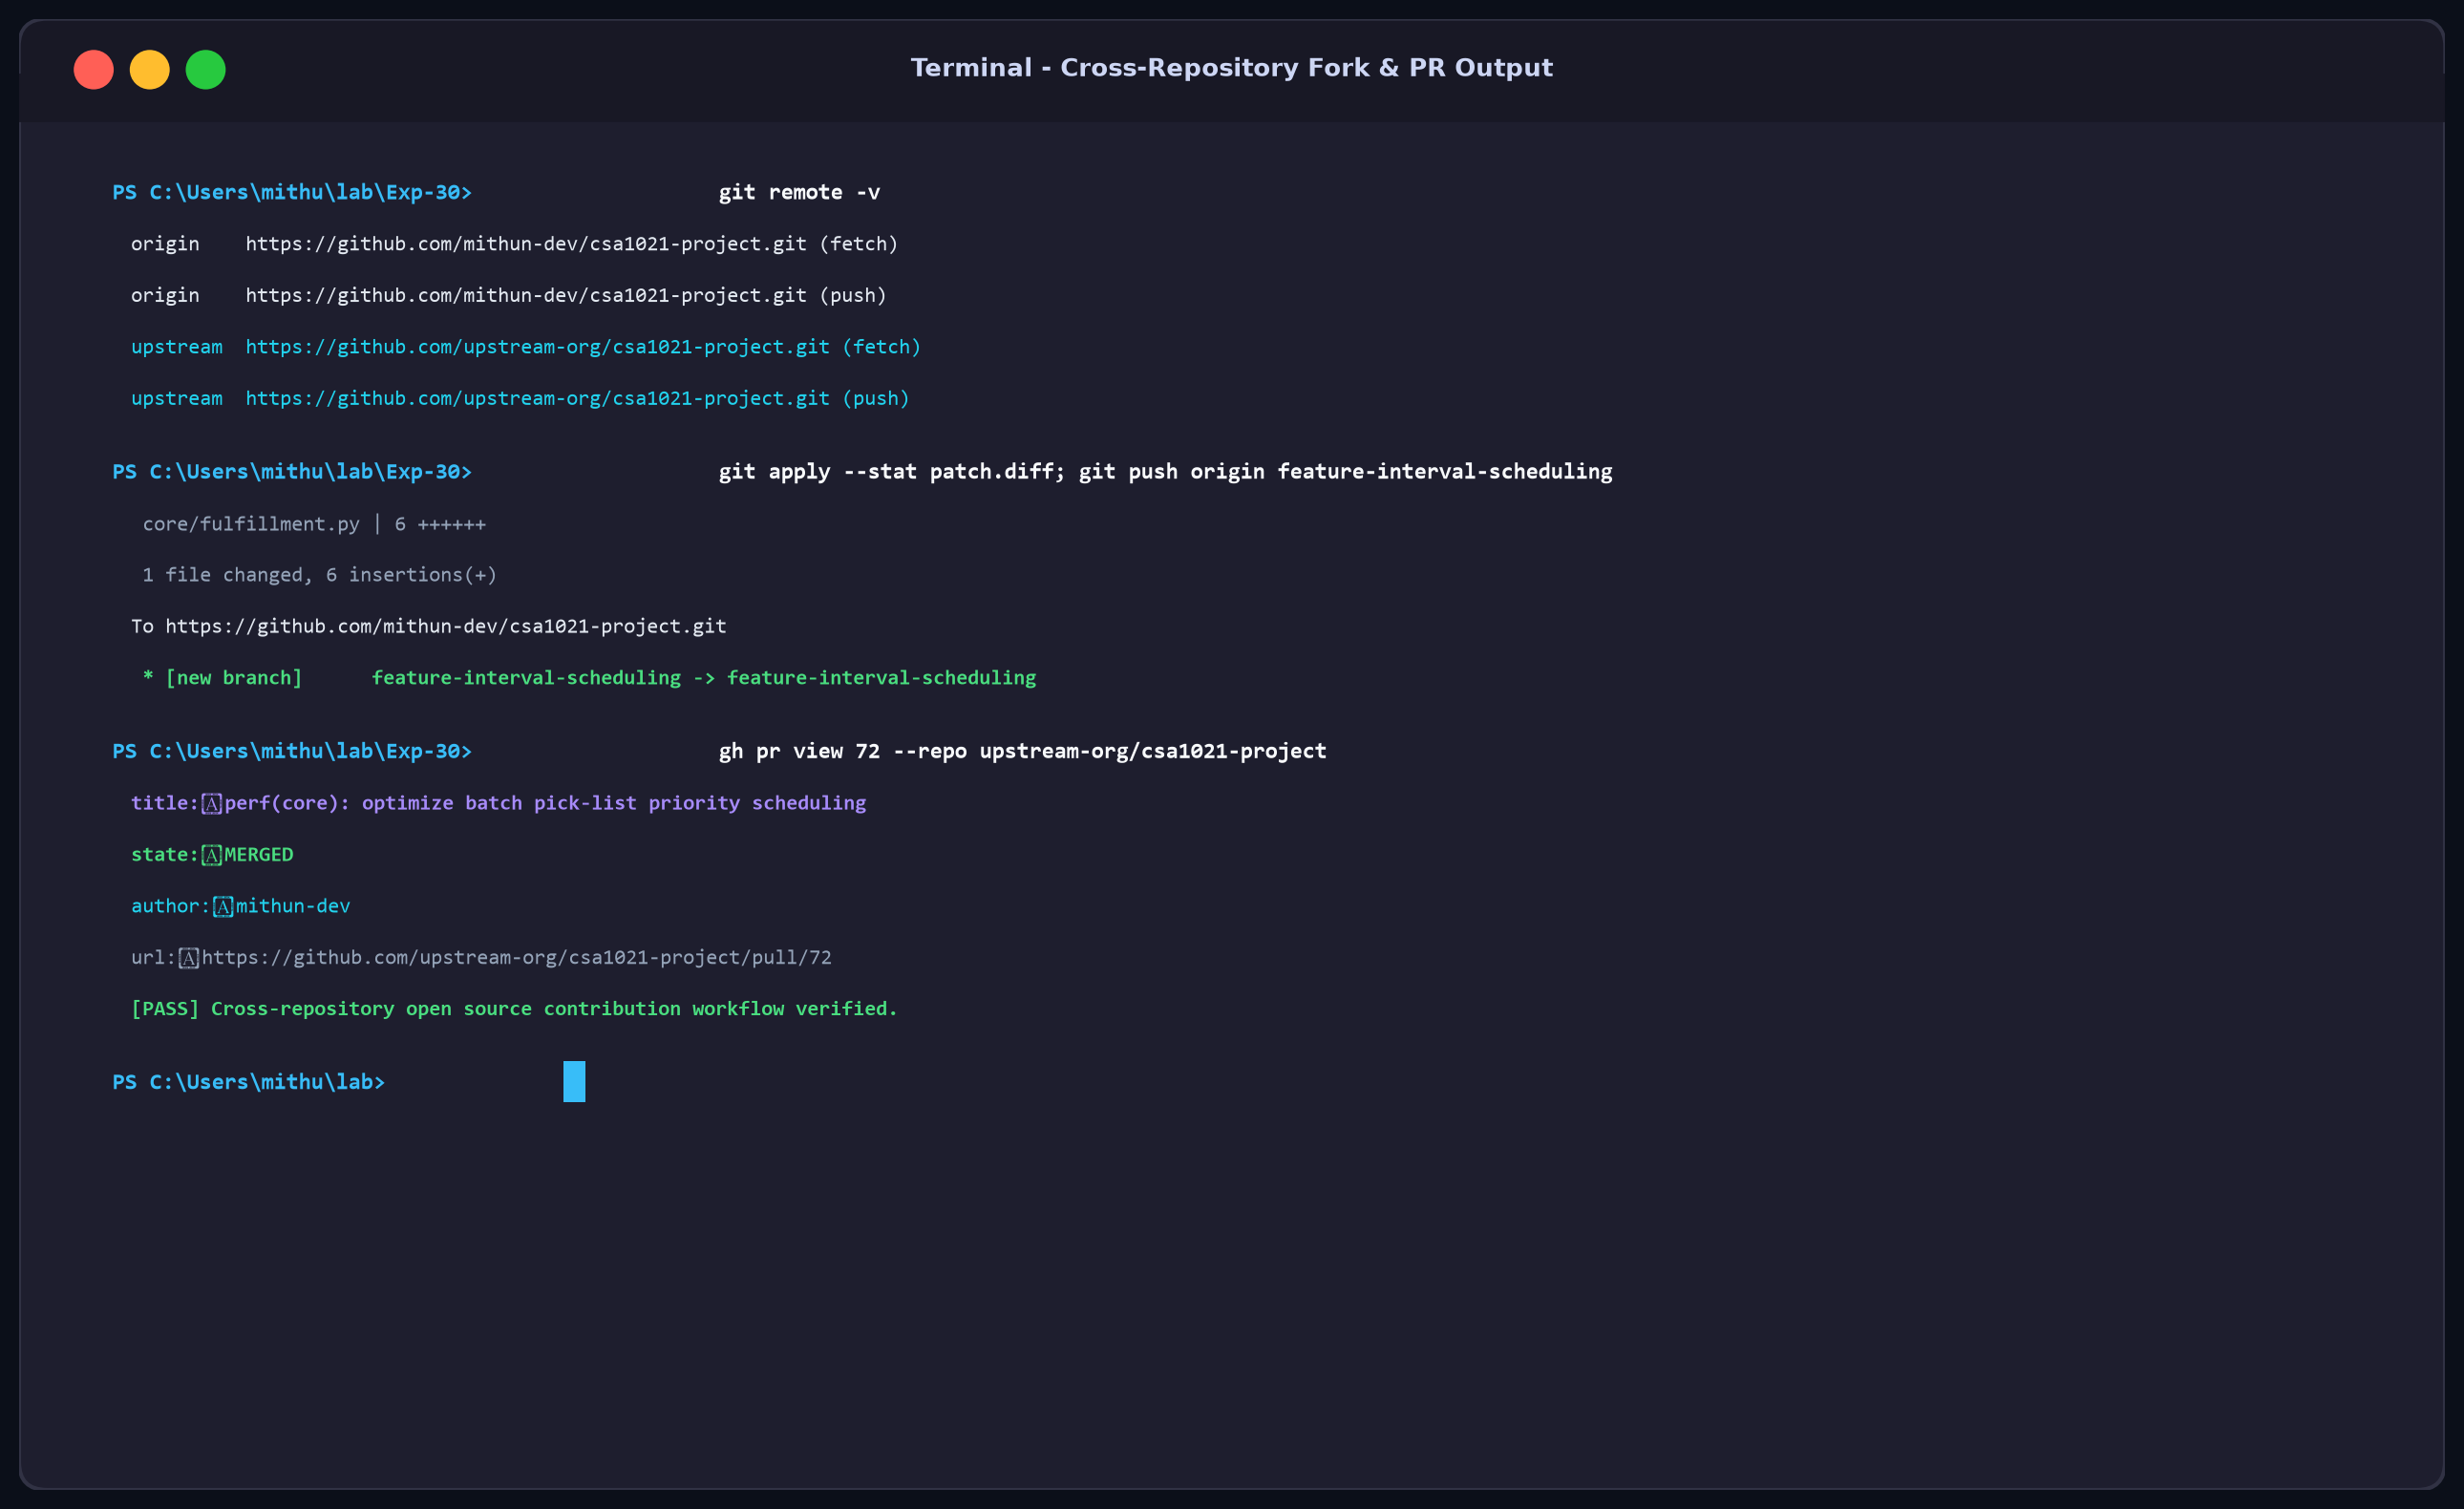 Terminal - Cross-Repository Fork & PR Output
PS C:\Users\mithu\lab\Exp-30> git remote -v
origin    https://github.com/mithun-dev/csa1021-project.git (fetch)
origin    https://github.com/mithun-dev/csa1021-project.git (push)
upstream  https://github.com/upstream-org/csa1021-project.git (fetch)
upstream  https://github.com/upstream-org/csa1021-project.git (push)
PS C:\Users\mithu\lab\Exp-30> git apply --stat patch.diff; git push origin feature-interval-scheduling
core/fulfillment.py | 6 ++++++
1 file changed, 6 insertions(+)
To https://github.com/mithun-dev/csa1021-project.git
* [new branch]      feature-interval-scheduling -> feature-interval-scheduling
PS C:\Users\mithu\lab\Exp-30> gh pr view 72 --repo upstream-org/csa1021-project
title:🄰perf(core): optimize batch pick-list priority scheduling
state:🄰MERGED
author:🄰mithun-dev
url:🄰https://github.com/upstream-org/csa1021-project/pull/72
[PASS] Cross-repository open source contribution workflow verified.
PS C:\Users\mithu\lab>